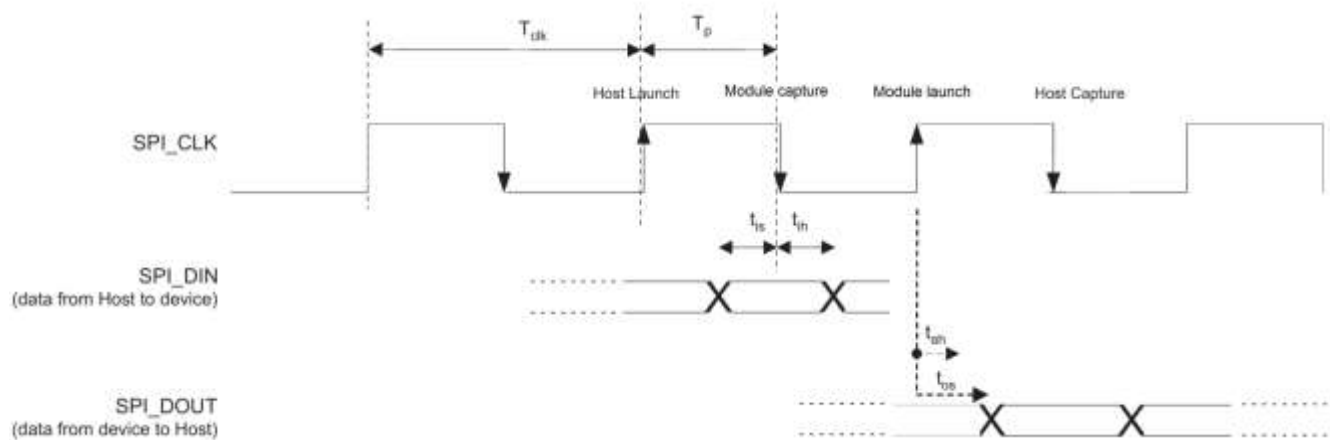 T_clk
T_p
Host Launch
Module capture
Module launch
Host Capture
SPI_CLK
t_is
t_ih
SPI_DIN
(data from Host to device)
t_oh
t_os
SPI_DOUT
(data from device to Host)